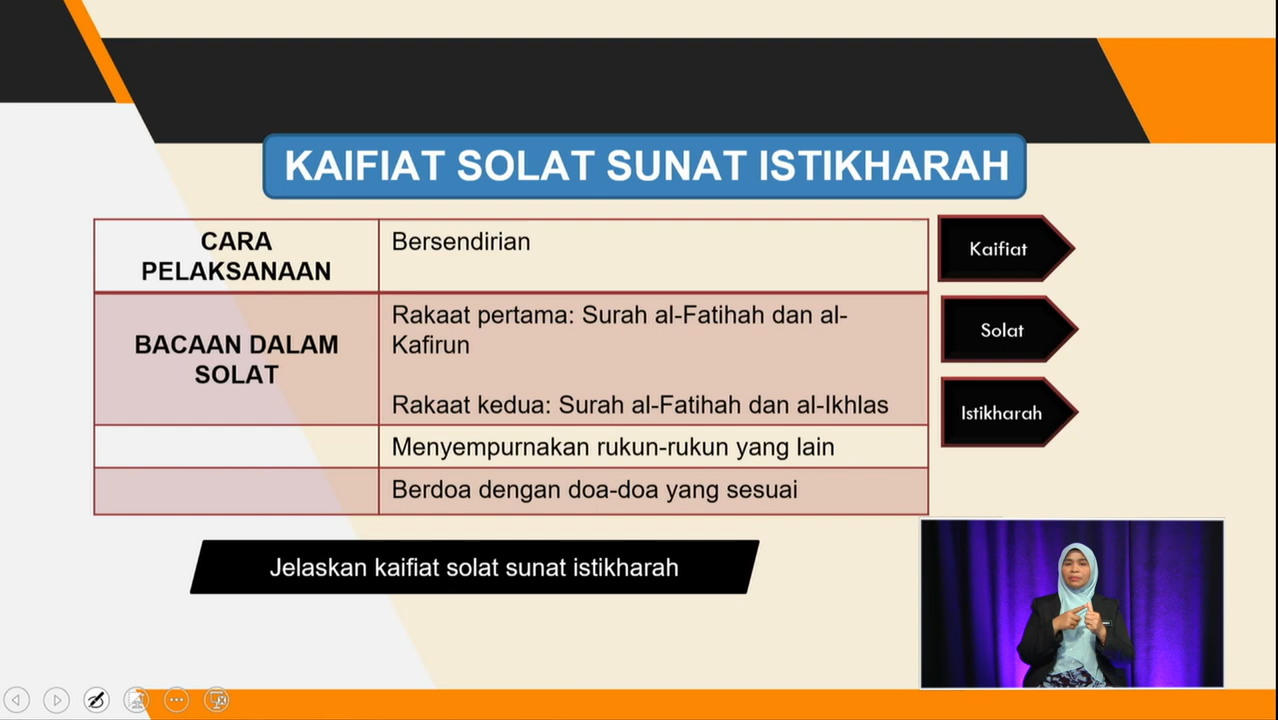 KAIFIAT SOLAT SUNAT ISTIKHARAH
CARA
PELAKSANAAN
Bersendirian
BACAAN DALAM
SOLAT
Rakaat pertama: Surah al-Fatihah dan al-
Kafirun
Rakaat kedua: Surah al-Fatihah dan al-Ikhlas
Menyempurnakan rukun-rukun yang lain
Berdoa dengan doa-doa yang sesuai
Kaifiat
Solat
Istikharah
Jelaskan kaifiat solat sunat istikharah